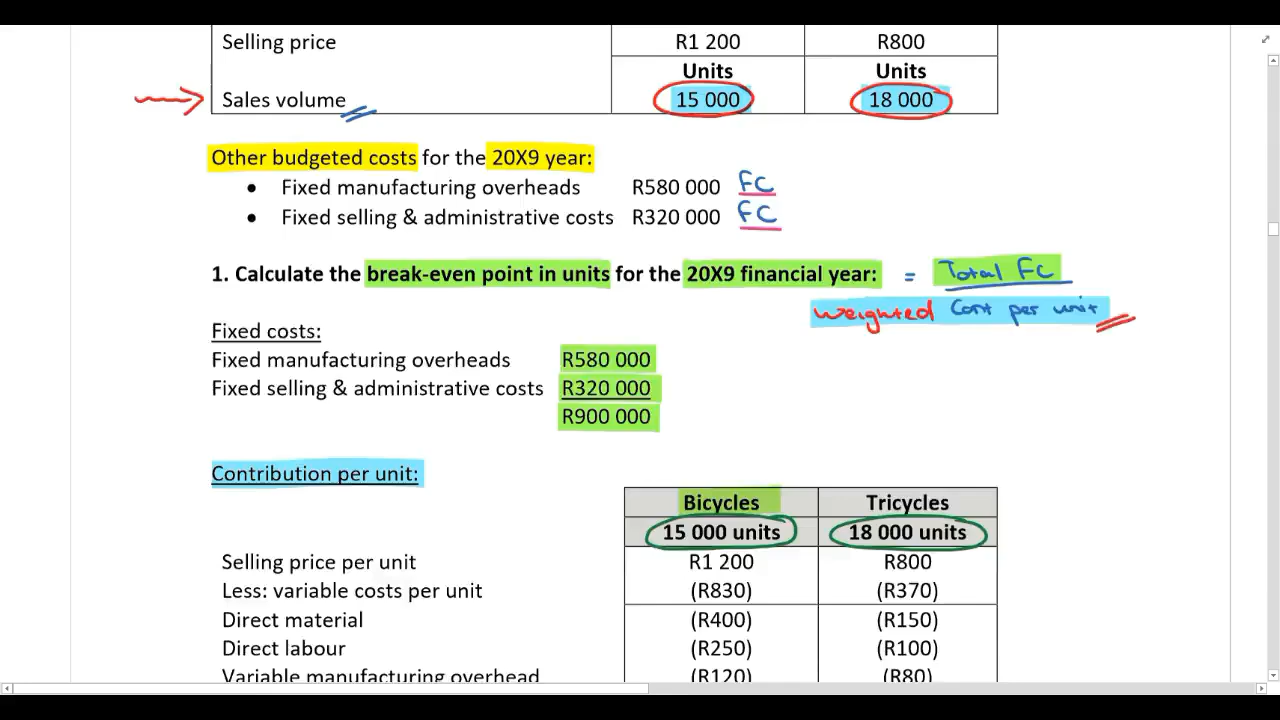 Selling price R1 200 R800
Units Units
Sales volume 15 000 18 000
Other budgeted costs for the 20X9 year:
• Fixed manufacturing overheads R580 000 FC
• Fixed selling & administrative costs R320 000 FC
1. Calculate the break-even point in units for the 20X9 financial year: = Total FC
weighted Cont per unit
Fixed costs:
Fixed manufacturing overheads R580 000
Fixed selling & administrative costs R320 000
R900 000
Contribution per unit:
Bicycles Tricycles
15 000 units 18 000 units
Selling price per unit R1 200 R800
Less: variable costs per unit (R830) (R370)
Direct material (R400) (R150)
Direct labour (R250) (R100)
Variable manufacturing overhead (R120) (R80)